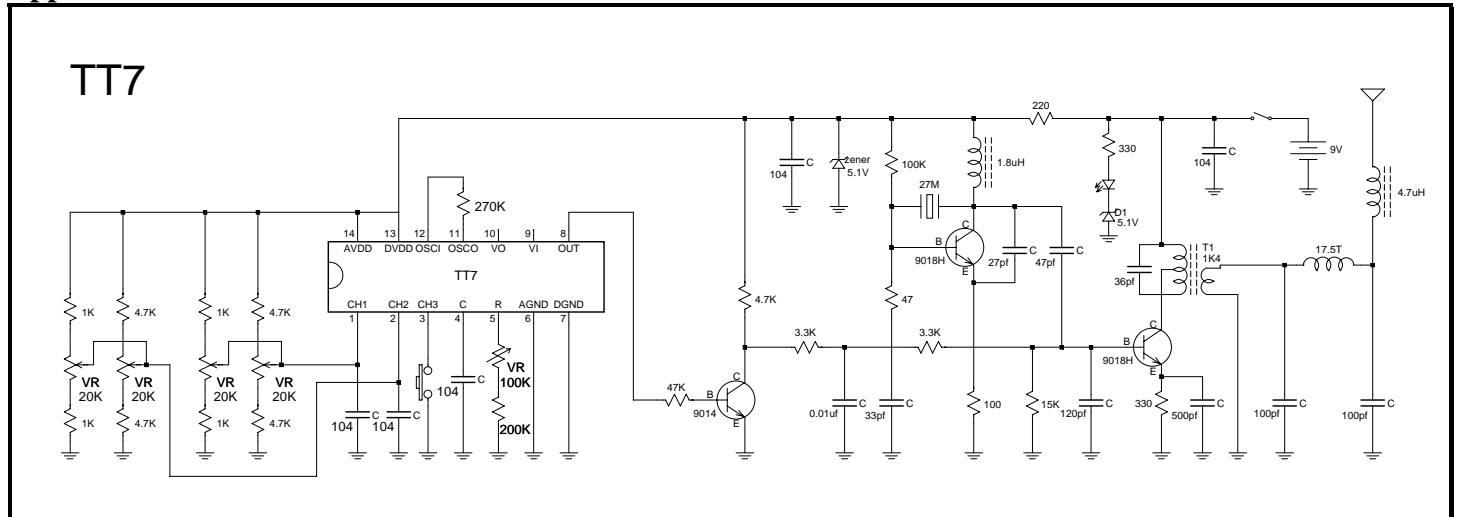 TT7
220
C
104
zener
5.1V
100K
1.8uH
330
C
104
9V
27M
4.7uH
270K
D1
5.1V
14 13 12 11 10 9 8
AVDD DVDD OSCI OSCO VO VI OUT
TT7
CH1 CH2 CH3 C R AGND DGND
1 2 3 4 5 6 7
C
B
9018H
E
C
27pf
C
47pf
T1
1K4
36pf
C
17.5T
1K
4.7K
1K
4.7K
4.7K
47
VR
20K
VR
20K
VR
20K
VR
20K
VR
100K
C
104
3.3K
3.3K
C
B
9018H
E
1K
4.7K
1K
4.7K
C
104
C
104
200K
47K
C
B
9014
E
C
0.01uf
C
33pf
100
15K
C
120pf
330
C
500pf
C
100pf
C
100pf